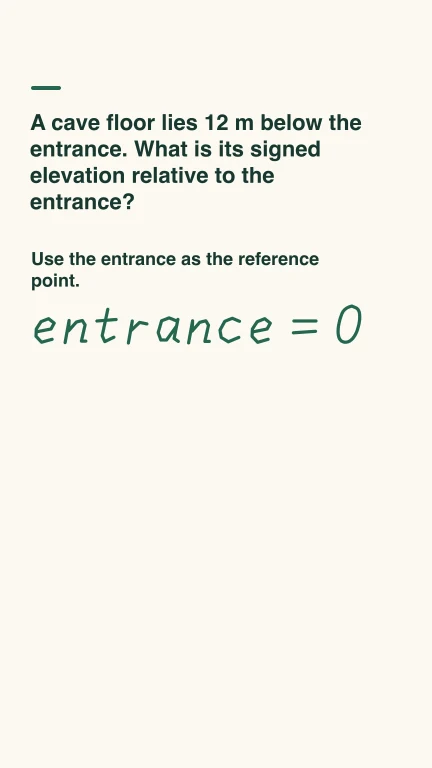 A cave floor lies 12 m below the
entrance. What is its signed
elevation relative to the
entrance?
Use the entrance as the reference
point.
entrance = 0